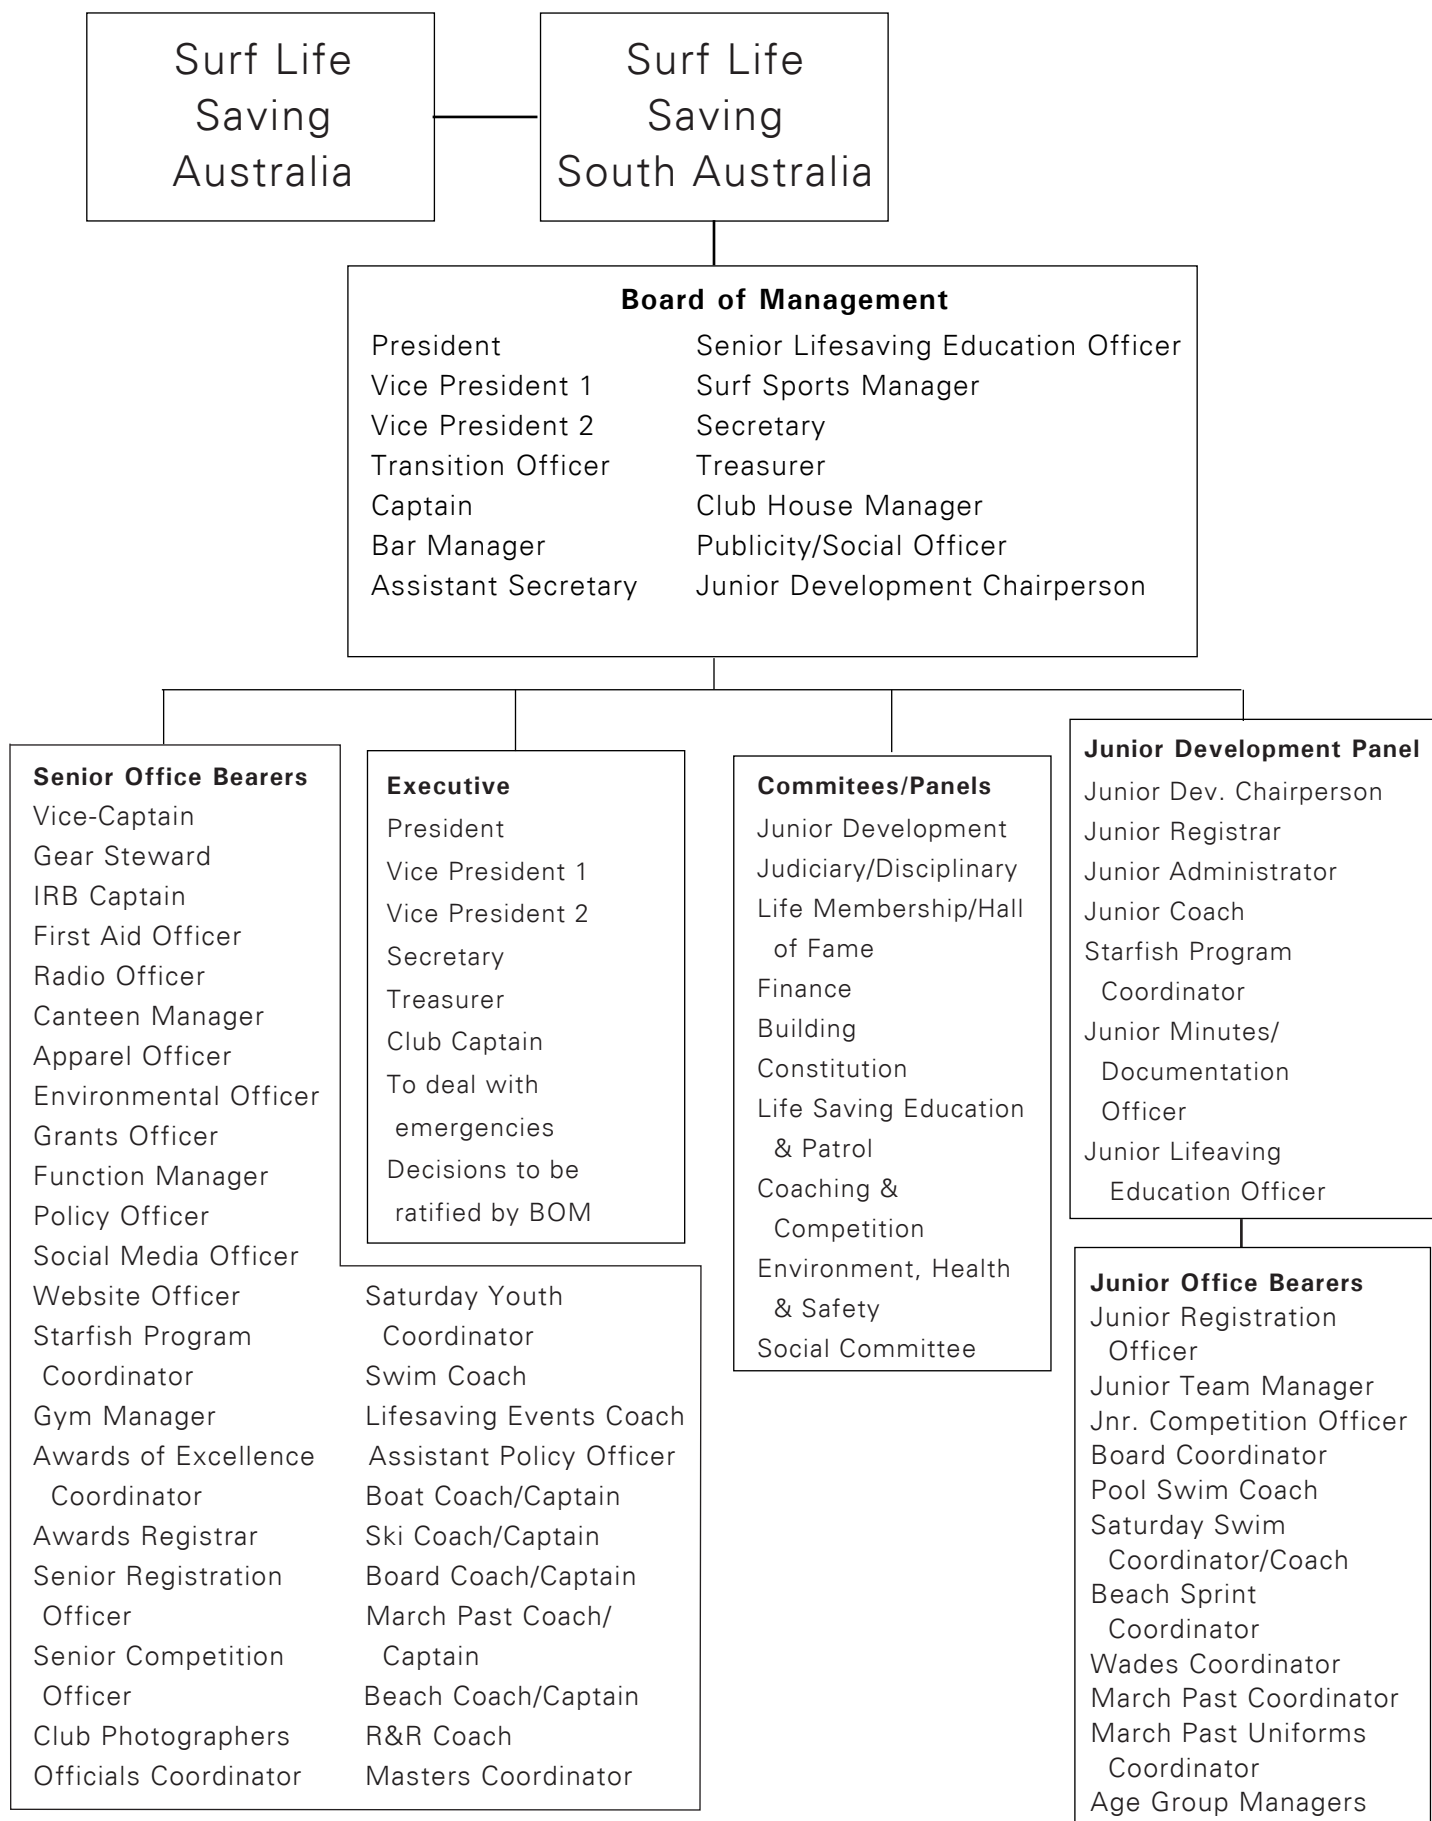 Surf Life
Saving
Australia
Surf Life
Saving
South Australia
Board of Management
President
Vice President 1
Vice President 2
Transition Officer
Captain
Bar Manager
Assistant Secretary
Senior Lifesaving Education Officer
Surf Sports Manager
Secretary
Treasurer
Club House Manager
Publicity/Social Officer
Junior Development Chairperson
Senior Office Bearers
Vice-Captain
Gear Steward
IRB Captain
First Aid Officer
Radio Officer
Canteen Manager
Apparel Officer
Environmental Officer
Grants Officer
Function Manager
Policy Officer
Social Media Officer
Website Officer
Starfish Program
Coordinator
Gym Manager
Awards of Excellence
Coordinator
Awards Registrar
Senior Registration
Officer
Senior Competition
Officer
Club Photographers
Officials Coordinator
Saturday Youth
Coordinator
Swim Coach
Lifesaving Events Coach
Assistant Policy Officer
Boat Coach/Captain
Ski Coach/Captain
Board Coach/Captain
March Past Coach/
Captain
Beach Coach/Captain
R&R Coach
Masters Coordinator
Executive
President
Vice President 1
Vice President 2
Secretary
Treasurer
Club Captain
To deal with
emergencies
Decisions to be
ratified by BOM
Commitees/Panels
Junior Development
Judiciary/Disciplinary
Life Membership/Hall
of Fame
Finance
Building
Constitution
Life Saving Education
& Patrol
Coaching &
Competition
Environment, Health
& Safety
Social Committee
Junior Development Panel
Junior Dev. Chairperson
Junior Registrar
Junior Administrator
Junior Coach
Starfish Program
Coordinator
Junior Minutes/
Documentation
Officer
Junior Lifeaving
Education Officer
Junior Office Bearers
Junior Registration
Officer
Junior Team Manager
Jnr. Competition Officer
Board Coordinator
Pool Swim Coach
Saturday Swim
Coordinator/Coach
Beach Sprint
Coordinator
Wades Coordinator
March Past Coordinator
March Past Uniforms
Coordinator
Age Group Managers